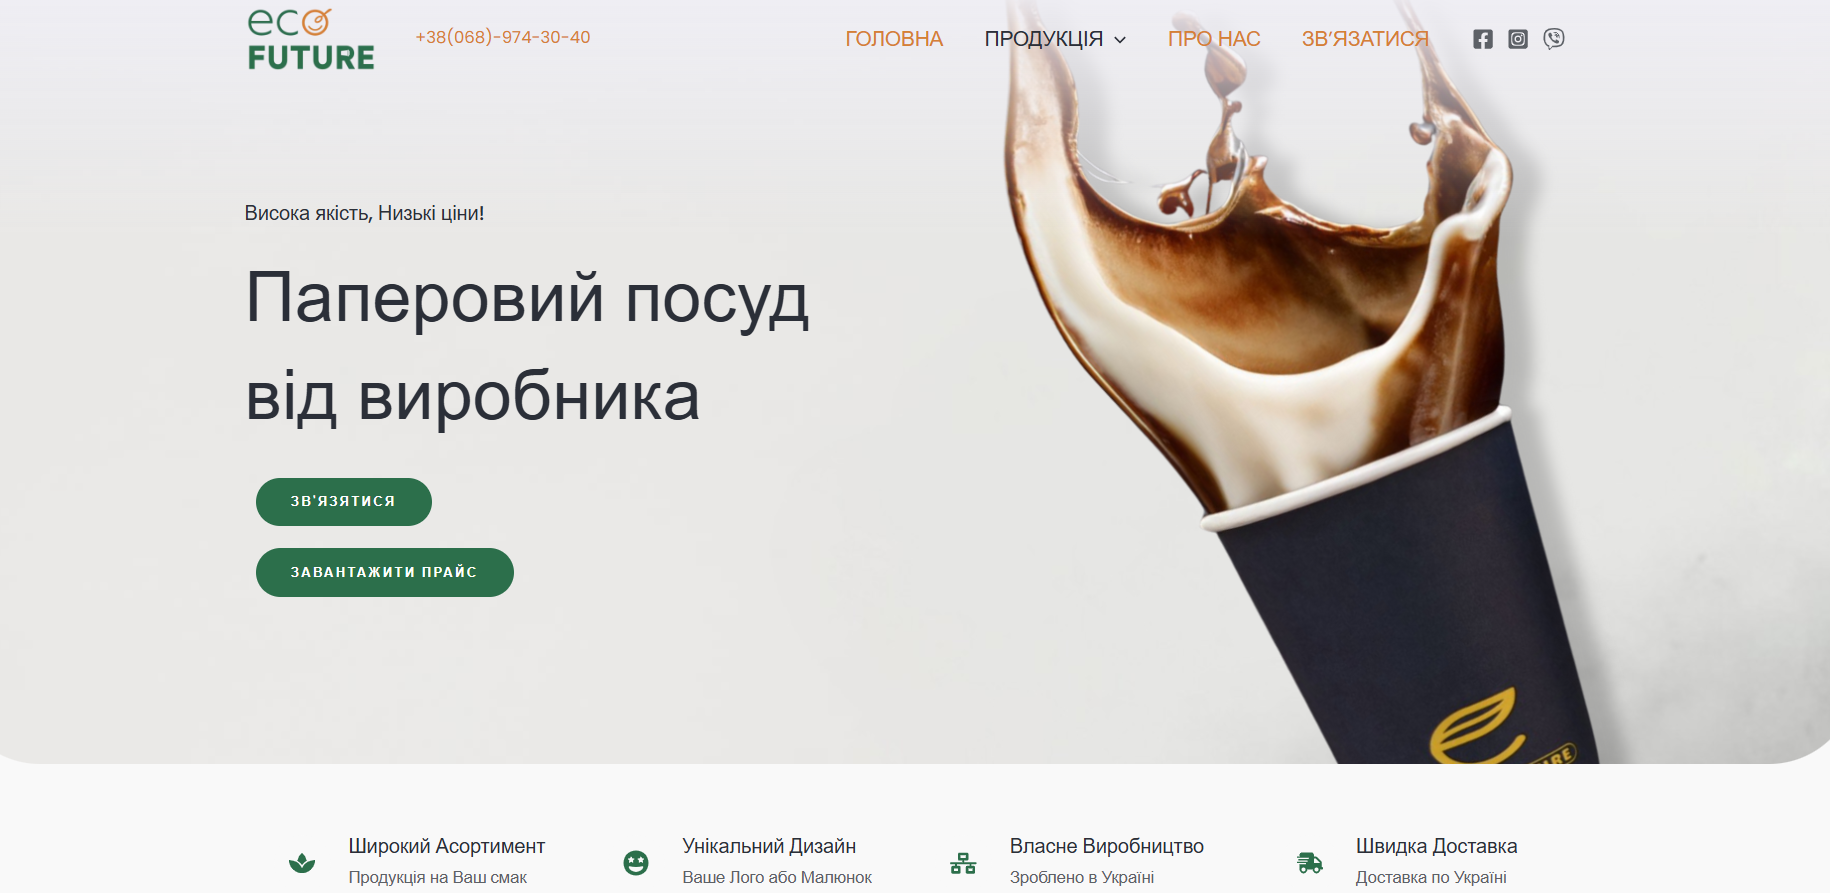 eco
FUTURE
+38(068)-974-30-40
ГОЛОВНА
ПРОДУКЦІЯ
ПРО НАС
ЗВ’ЯЗАТИСЯ
Висока якість, Низькі ціни!
Паперовий посуд
від виробника
ЗВ'ЯЗЯТИСЯ
ЗАВАНТАЖИТИ ПРАЙС
Широкий Асортимент
Продукція на Ваш смак
Унікальний Дизайн
Ваше Лого або Малюнок
Власне Виробництво
Зроблено в Україні
Швидка Доставка
Доставка по Україні